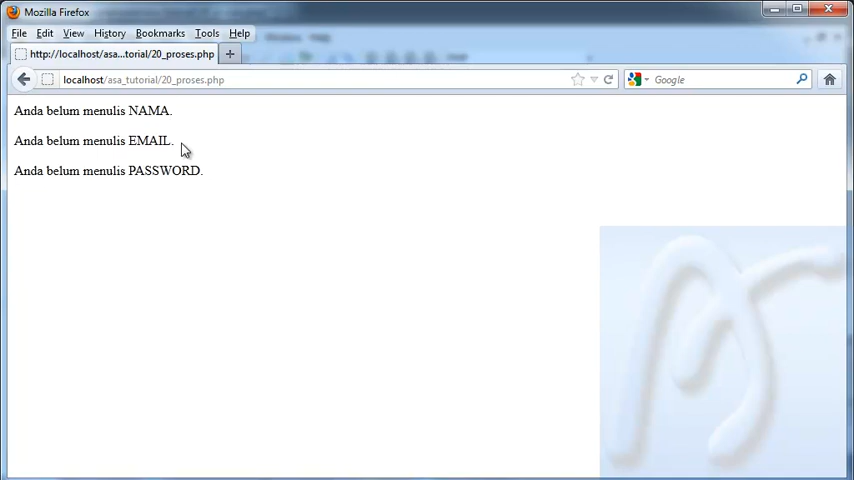 Mozilla Firefox
File Edit View History Bookmarks Tools Help
http://localhost/asa...torial/20_proses.php
localhost/asa_tutorial/20_proses.php
Google
Anda belum menulis NAMA.
Anda belum menulis EMAIL.
Anda belum menulis PASSWORD.